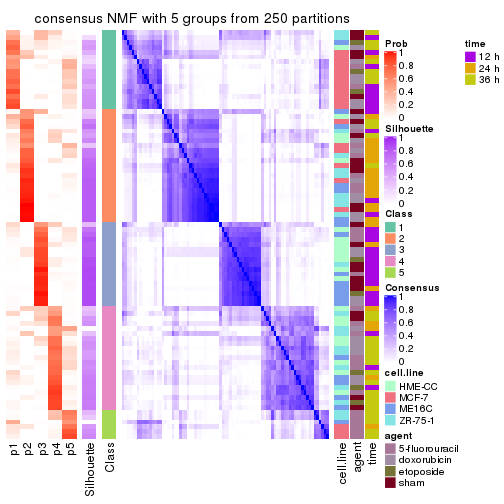 consensus NMF with 5 groups from 250 partitions
p1
p2
p3
p4
p5
Silhouette
Class
cell.line
agent
time
Prob
1
0.8
0.6
0.4
0.2
0
Silhouette
1
0.8
0.6
0.4
0.2
0
Class
1
2
3
4
5
Consensus
1
0.8
0.6
0.4
0.2
0
cell.line
HME-CC
MCF-7
ME16C
ZR-75-1
agent
5-fluorouracil
doxorubicin
etoposide
sham
time
12 h
24 h
36 h